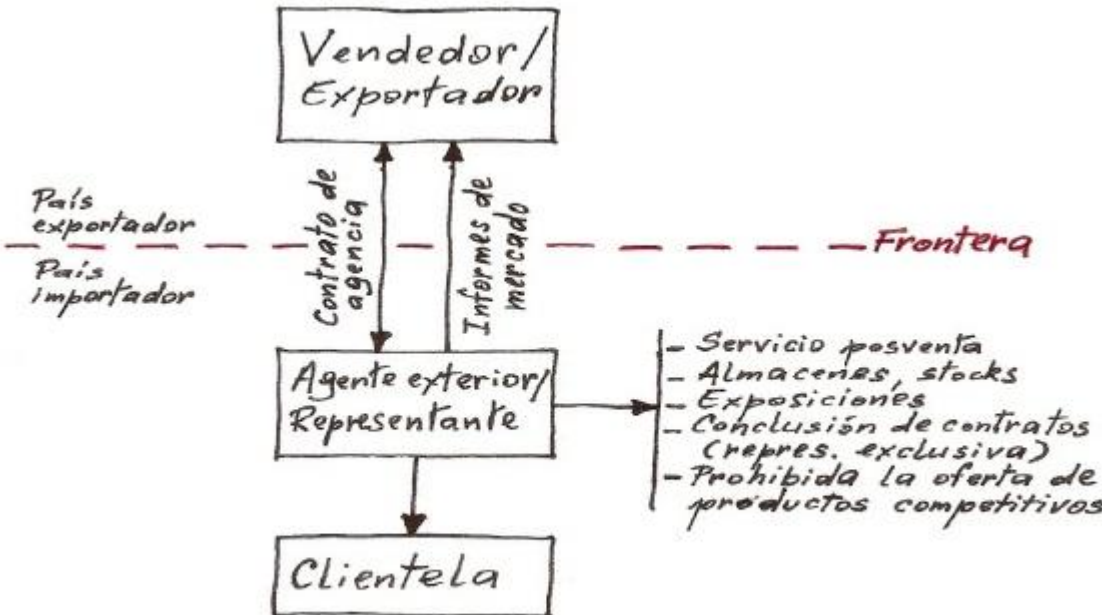 Vendedor/
Exportador
País
exportador
Contrato de
agencia
Informes de
mercado
Frontera
País
importador
Agente exterior/
Representante
- Servicio posventa
- Almacenes, stocks
- Exposiciones
- Conclusión de contratos
(repres. exclusiva)
- Prohibida la oferta de
productos competitivos
Clientela